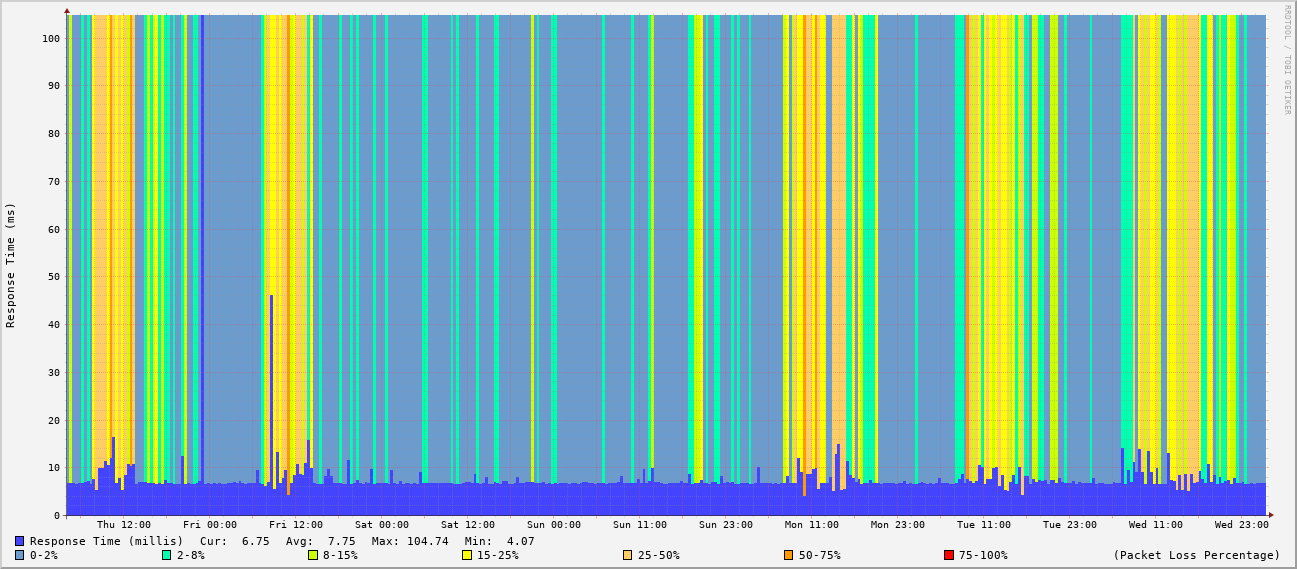 RRDTOOL / TOBI OETIKER
Response Time (ms)
100
90
80
70
60
50
40
30
20
10
0
Thu 12:00 Fri 00:00 Fri 12:00 Sat 00:00 Sat 12:00 Sun 00:00 Sun 11:00 Sun 23:00 Mon 11:00 Mon 23:00 Tue 11:00 Tue 23:00 Wed 11:00 Wed 23:00
Response Time (millis) Cur: 6.75 Avg: 7.75 Max: 104.74 Min: 4.07
0-2% 2-8% 8-15% 15-25% 25-50% 50-75% 75-100% (Packet Loss Percentage)